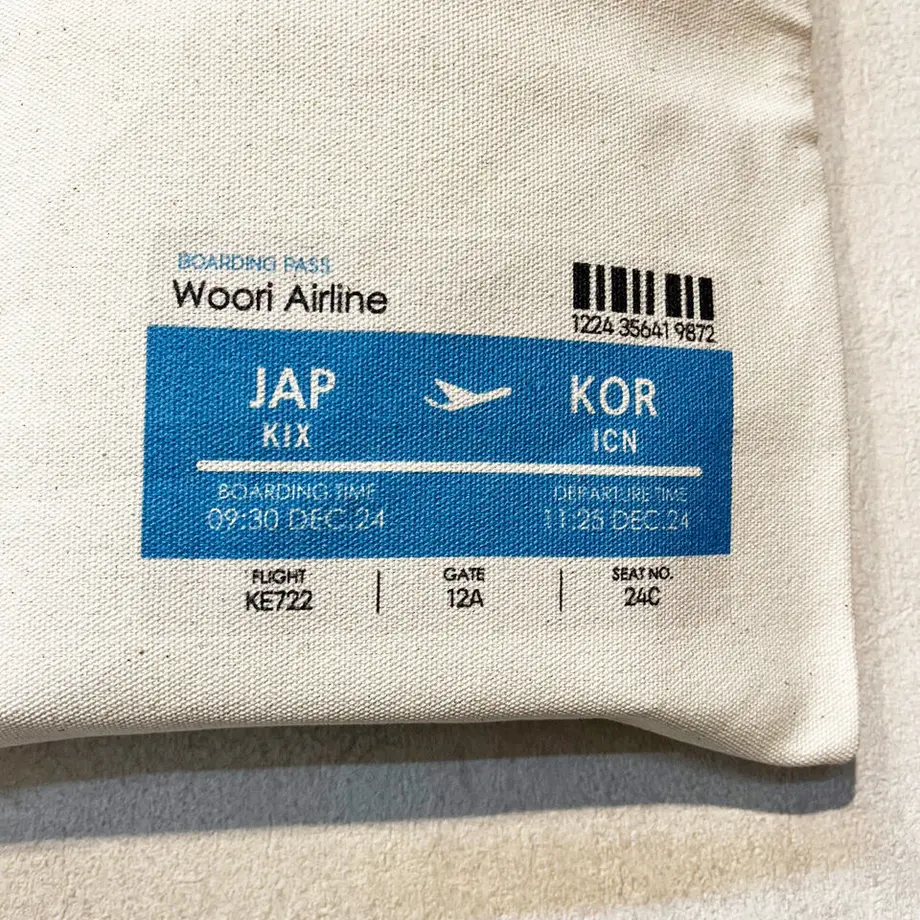 BOARDING PASS
Woori Airline
1224 35641 9872
JAP
KOR
KIX
ICN
BOARDING TIME
DEPARTURE TIME
09:30 DEC.24
11:25 DEC.24
FLIGHT
GATE
SEAT NO.
KE722
12A
24C